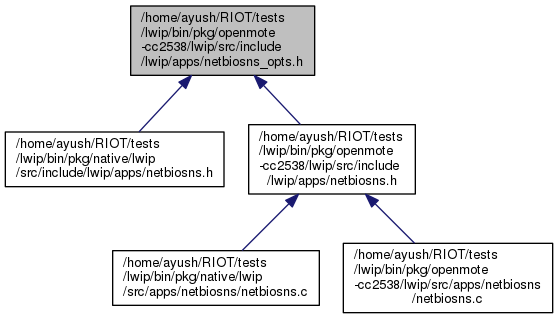 /home/ayush/RIOT/tests
/lwip/bin/pkg/openmote
-cc2538/lwip/src/include
/lwip/apps/netbiosns_opts.h
/home/ayush/RIOT/tests
/lwip/bin/pkg/native/lwip
/src/include/lwip/apps/netbiosns.h
/home/ayush/RIOT/tests
/lwip/bin/pkg/openmote
-cc2538/lwip/src/include
/lwip/apps/netbiosns.h
/home/ayush/RIOT/tests
/lwip/bin/pkg/native/lwip
/src/apps/netbiosns/netbiosns.c
/home/ayush/RIOT/tests
/lwip/bin/pkg/openmote
-cc2538/lwip/src/apps/netbiosns
/netbiosns.c